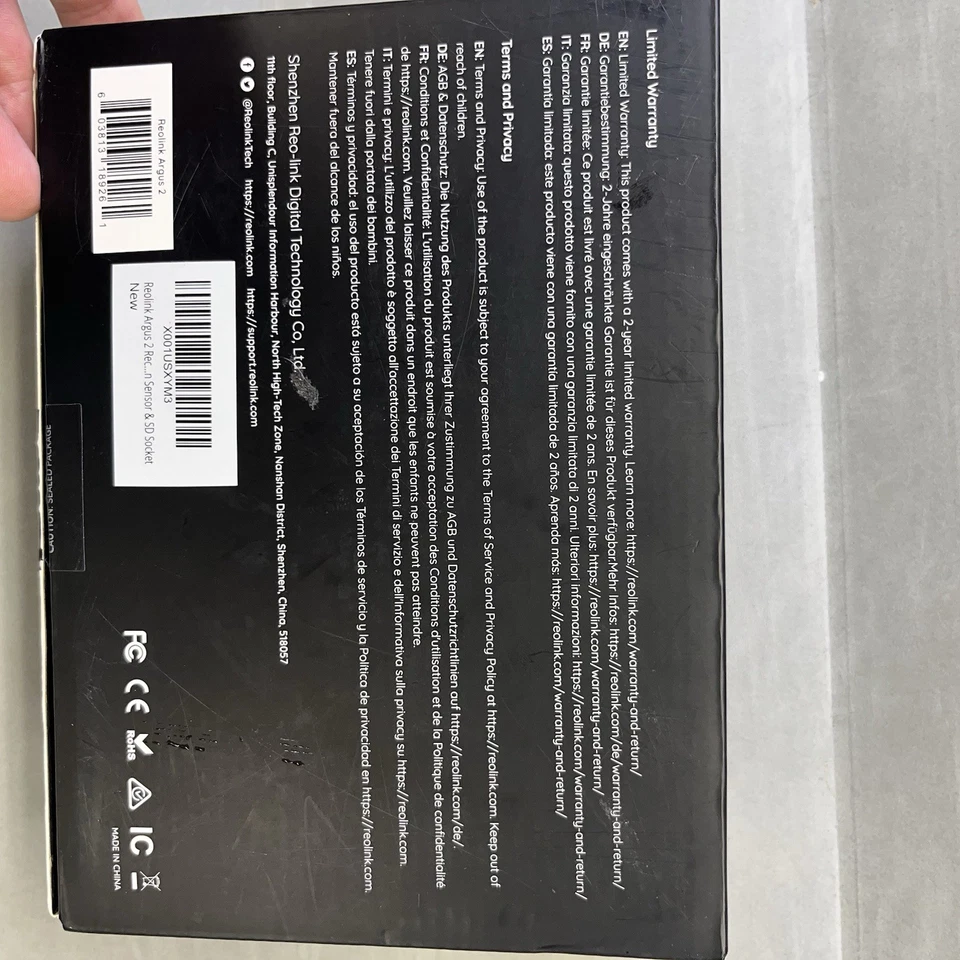 Limited Warranty
EN: Limited Warranty: This product comes with a 2-year limited warranty. Learn more: https://reolink.com/warranty-and-return/
DE: Garantiebestimmung: 2-Jahre eingeschränkte Garantie ist für dieses Produkt verfügbar.Mehr Infos: https://reolink.com/de/warranty-and-return/
FR: Garantie limitée: Ce produit est livré avec une garantie limitée de 2 ans. En savoir plus: https://reolink.com/warranty-and-return/
IT: Garanzia limitata: questo prodotto viene fornito con una garanzia limitata di 2 anni. Ulteriori informazioni: https://reolink.com/warranty-and-return/
ES: Garantía limitada: este producto viene con una garantía limitada de 2 años. Aprenda más: https://reolink.com/warranty-and-return/
Terms and Privacy
EN: Terms and Privacy: Use of the product is subject to your agreement to the Terms of Service and Privacy Policy at https://reolink.com. Keep out of
reach of children.
DE: AGB & Datenschutz: Die Nutzung des Produkts unterliegt Ihrer Zustimmung zu AGB und Datenschutzrichtlinien auf https://reolink.com/de/.
FR: Conditions et Confidentialité: L'utilisation du produit est soumise à votre acceptation des Conditions d'utilisation et de la Politique de confidentialité
de https://reolink.com. Veuillez laisser ce produit dans un endroit que les enfants ne peuvent pas atteindre.
IT: Termini e privacy: L'utilizzo del prodotto è soggetto all'accettazione dei Termini di servizio e dell'informativa sulla privacy su https://reolink.com.
Tenere fuori dalla portata dei bambini.
ES: Términos y privacidad: el uso del producto está sujeto a su aceptación de los Términos de servicio y la Política de privacidad en https://reolink.com.
Mantener fuera del alcance de los niños.
Shenzhen Reo-link Digital Technology Co., Ltd.
11th floor, Building C, Unisplendour Information Harbour, North High-Tech Zone, Nanshan District, Shenzhen, China, 518057
@ReolinkTech https://reolink.com https://support.reolink.com
Reolink Argus 2
6 03813 18926 1
X001USXYM3
Reolink Argus 2 Rec...n Sensor & SD Socket
New
FC CE RoHS IC
MADE IN CHINA
CAUTION: SEALED PACKAGE